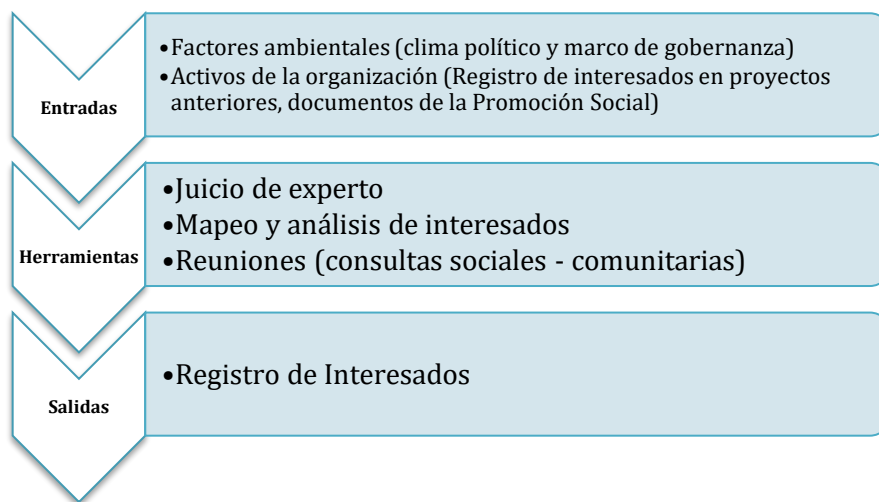 Entradas
•Factores ambientales (clima político y marco de gobernanza)
•Activos de la organización (Registro de interesados en proyectos
anteriores, documentos de la Promoción Social)
Herramientas
•Juicio de experto
•Mapeo y análisis de interesados
•Reuniones (consultas sociales - comunitarias)
Salidas
•Registro de Interesados